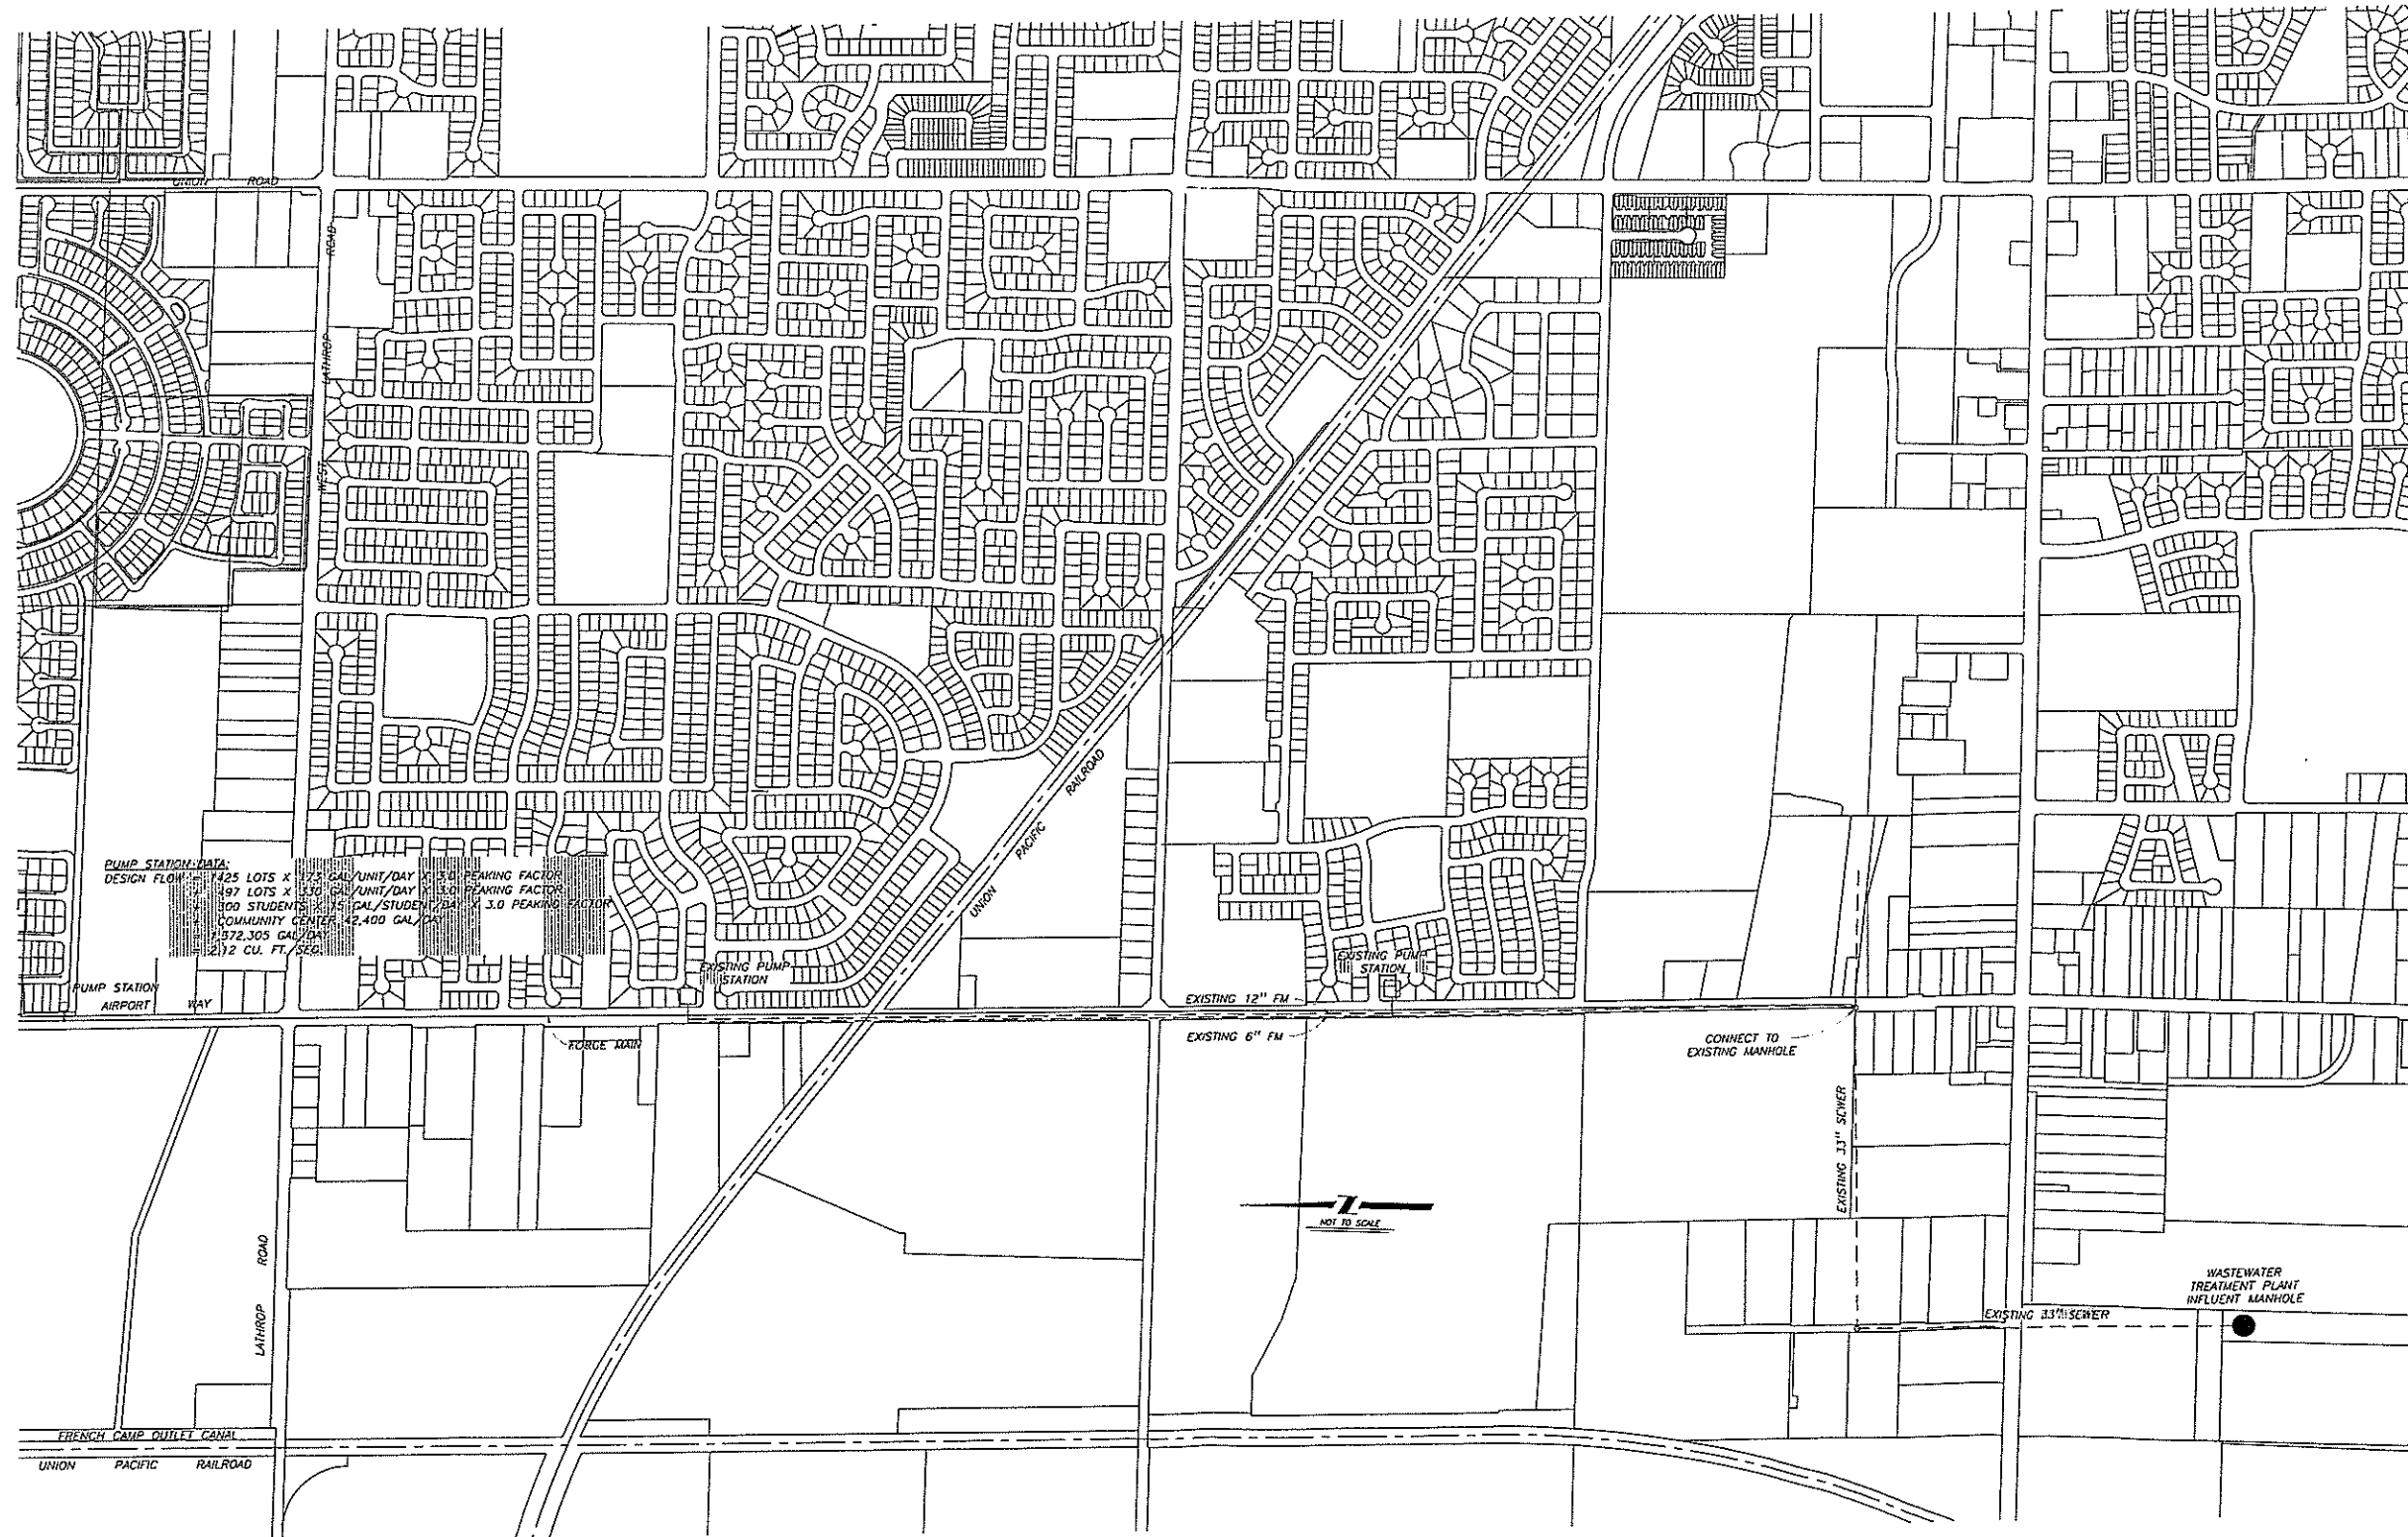 UNION ROAD
ROAD
LATHROP
WEST
RAILROAD
PACIFIC
UNION
PUMP STATION DATA:
DESIGN FLOW = 1425 LOTS X 173 GAL/UNIT/DAY X 3.0 PEAKING FACTOR
497 LOTS X 330 GAL/UNIT/DAY X 3.0 PEAKING FACTOR
STUDENTS X 15 GAL/STUDENT/DAY X 3.0 PEAKING FACTOR
COMMUNITY CENTER 42,400 GAL/DAY
372,305 GAL/DAY
2.12 CU. FT./SEC.
PUMP STATION
AIRPORT WAY
EXISTING PUMP
STATION
EXISTING PUMP
STATION
EXISTING 12" FM
EXISTING 6" FM
FORCE MAIN
CONNECT TO
EXISTING MANHOLE
EXISTING 33" SEWER
NOT TO SCALE
ROAD
LATHROP
WASTEWATER
TREATMENT PLANT
INFLUENT MANHOLE
EXISTING 33" SEWER
FRENCH CAMP OUTLET CANAL
UNION PACIFIC RAILROAD